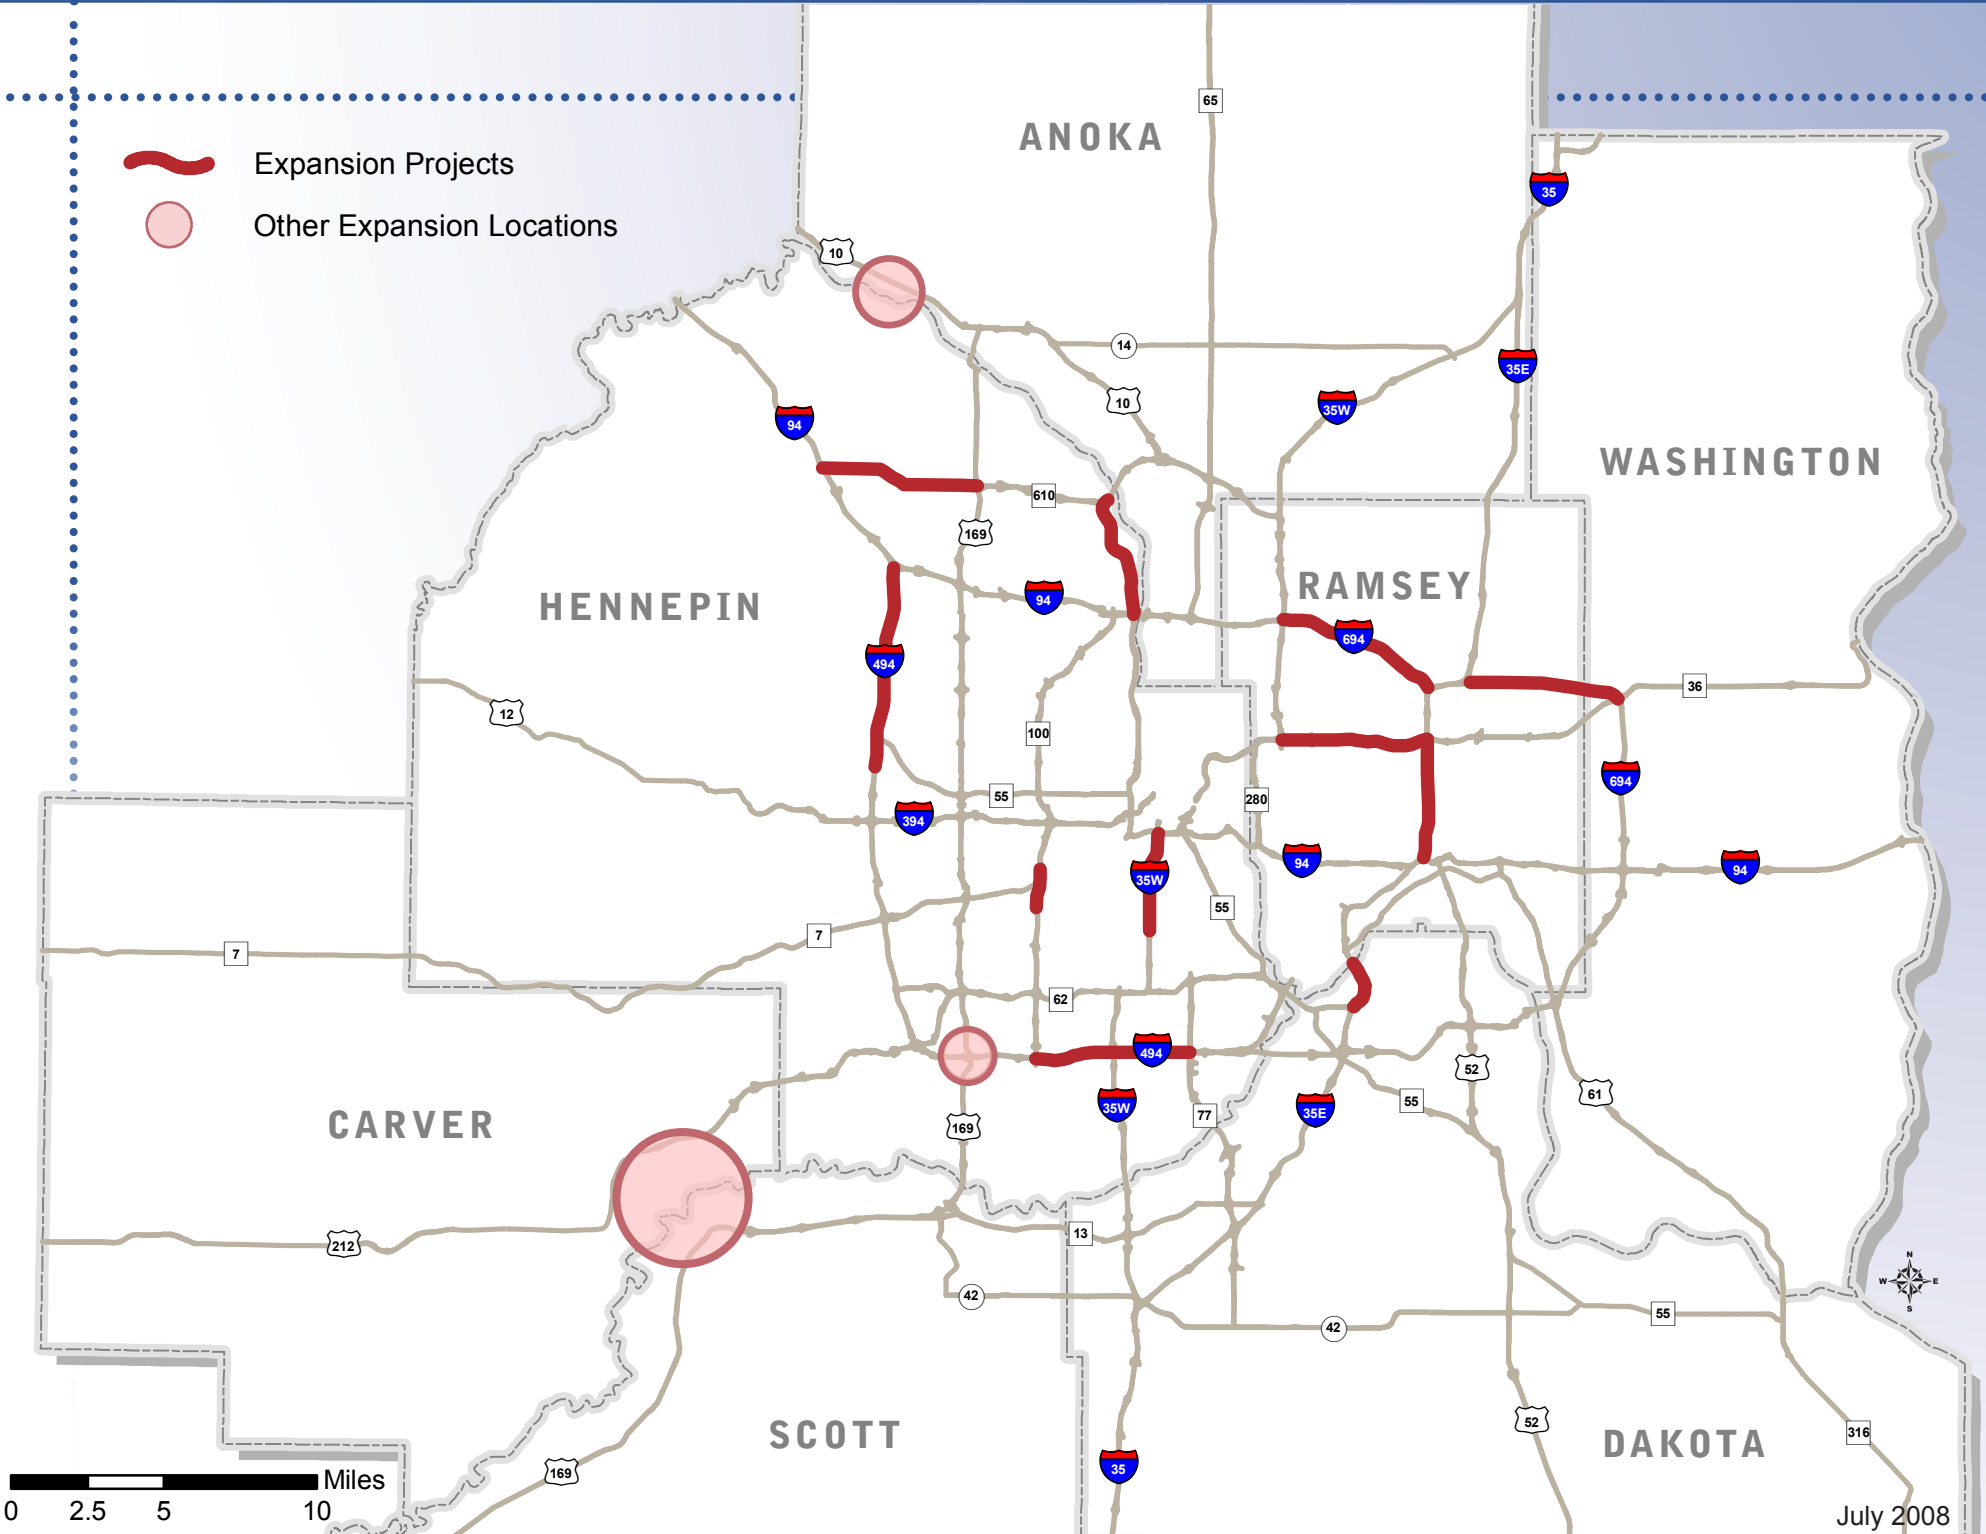 65
ANOKA
Expansion Projects
35
Other Expansion Locations
10
14
35E
10
35W
94
WASHINGTON
610
169
RAMSEY
94
HENNEPIN
694
494
36
12
100
694
55
280
394
94
94
35W
55
7
7
62
494
52
61
35W
55
35E
77
CARVER
169
13
212
N
W E
S
42
55
42
52
316
SCOTT
DAKOTA
35
169
Miles
0 2.5 5 10
July 2008